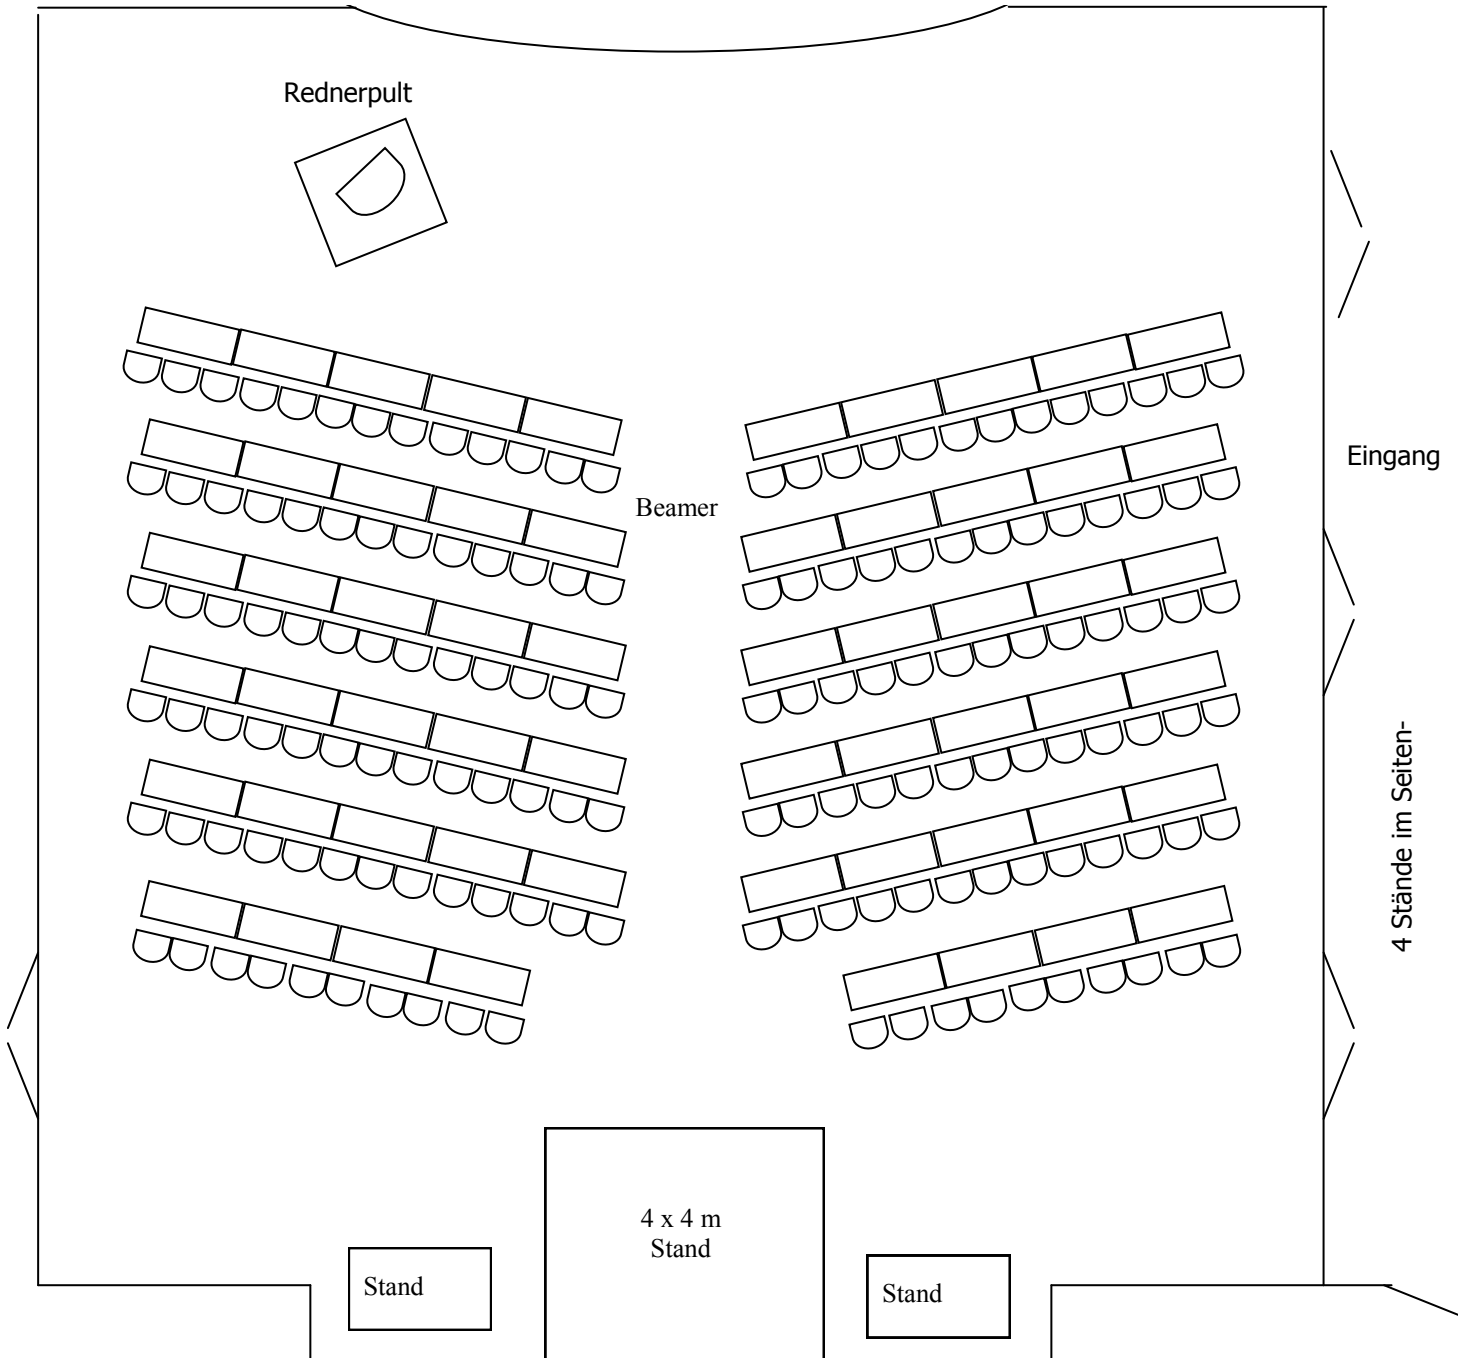 Rednerpult
Beamer
Eingang
4 Stände im Seiten-
4 x 4 m
Stand
Stand
Stand